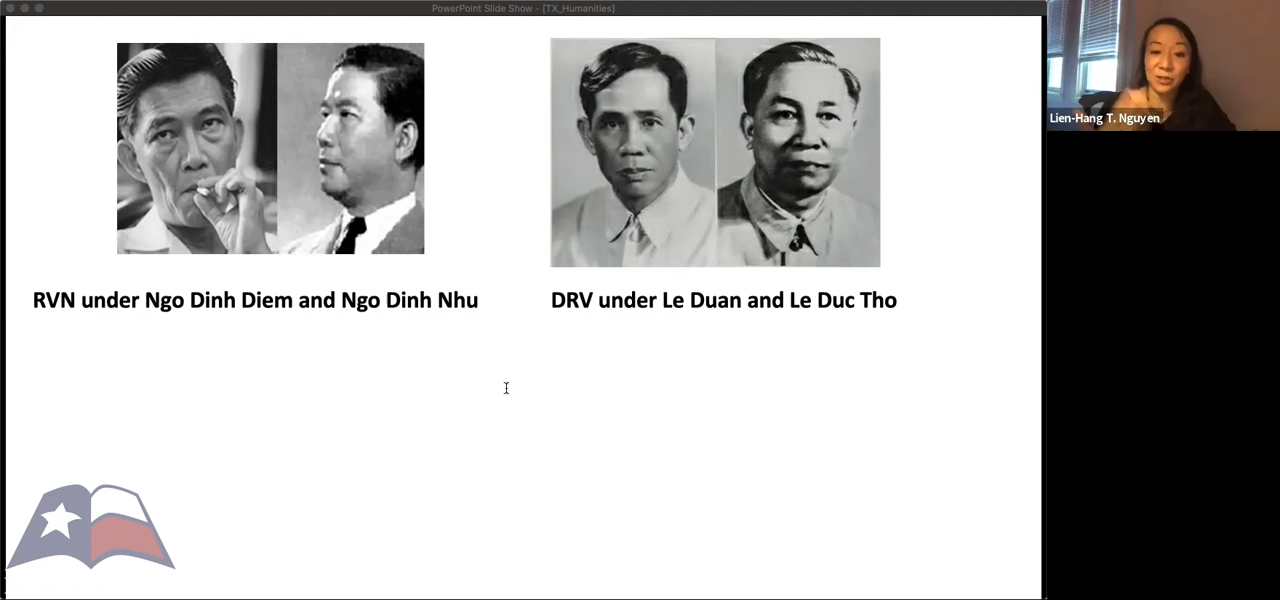 PowerPoint Slide Show - [TX_Humanities]
Lien-Hang T. Nguyen
RVN under Ngo Dinh Diem and Ngo Dinh Nhu
DRV under Le Duan and Le Duc Tho